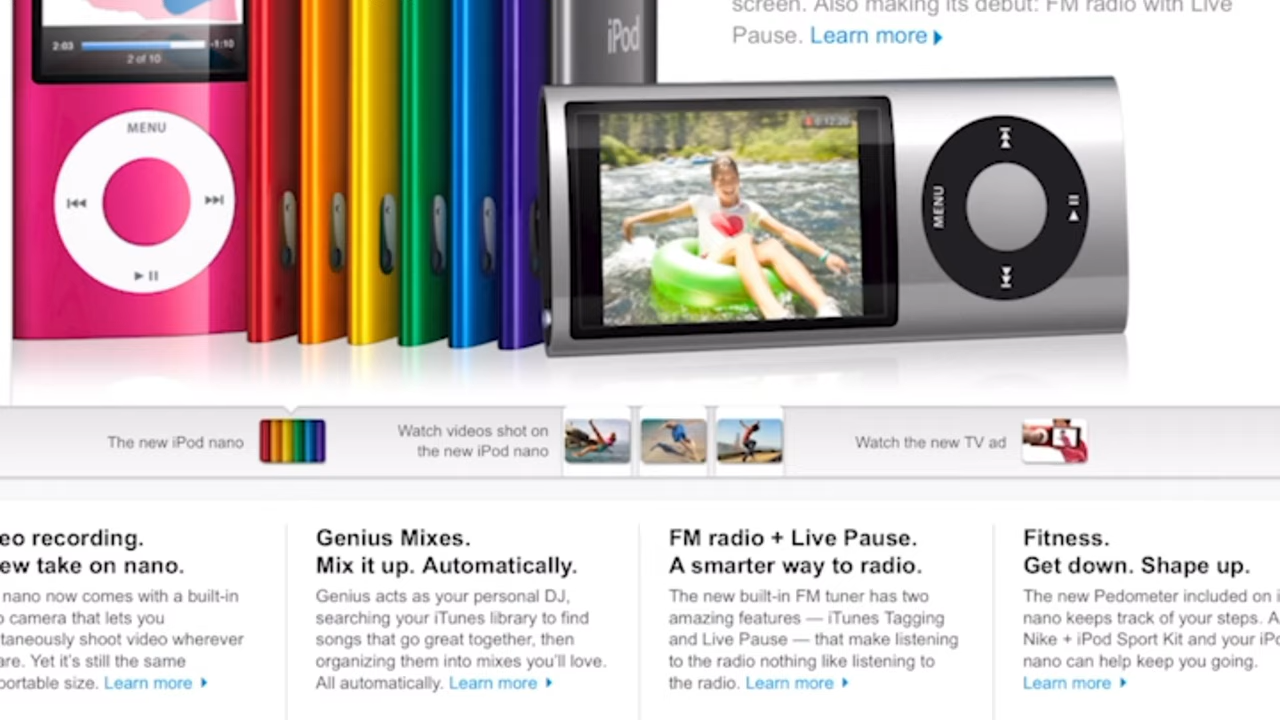 screen. Also making its debut: FM radio with Live
Pause. Learn more
iPod
2:03 -1:10
2 of 10
MENU
0:12:26
MENU
The new iPod nano
Watch videos shot on
the new iPod nano
Watch the new TV ad
eo recording.
ew take on nano.
nano now comes with a built-in
o camera that lets you
taneously shoot video wherever
are. Yet it's still the same
portable size. Learn more
Genius Mixes.
Mix it up. Automatically.
Genius acts as your personal DJ,
searching your iTunes library to find
songs that go great together, then
organizing them into mixes you'll love.
All automatically. Learn more
FM radio + Live Pause.
A smarter way to radio.
The new built-in FM tuner has two
amazing features — iTunes Tagging
and Live Pause — that make listening
to the radio nothing like listening to
the radio. Learn more
Fitness.
Get down. Shape up.
The new Pedometer included on i
nano keeps track of your steps. A
Nike + iPod Sport Kit and your iPo
nano can help keep you going.
Learn more